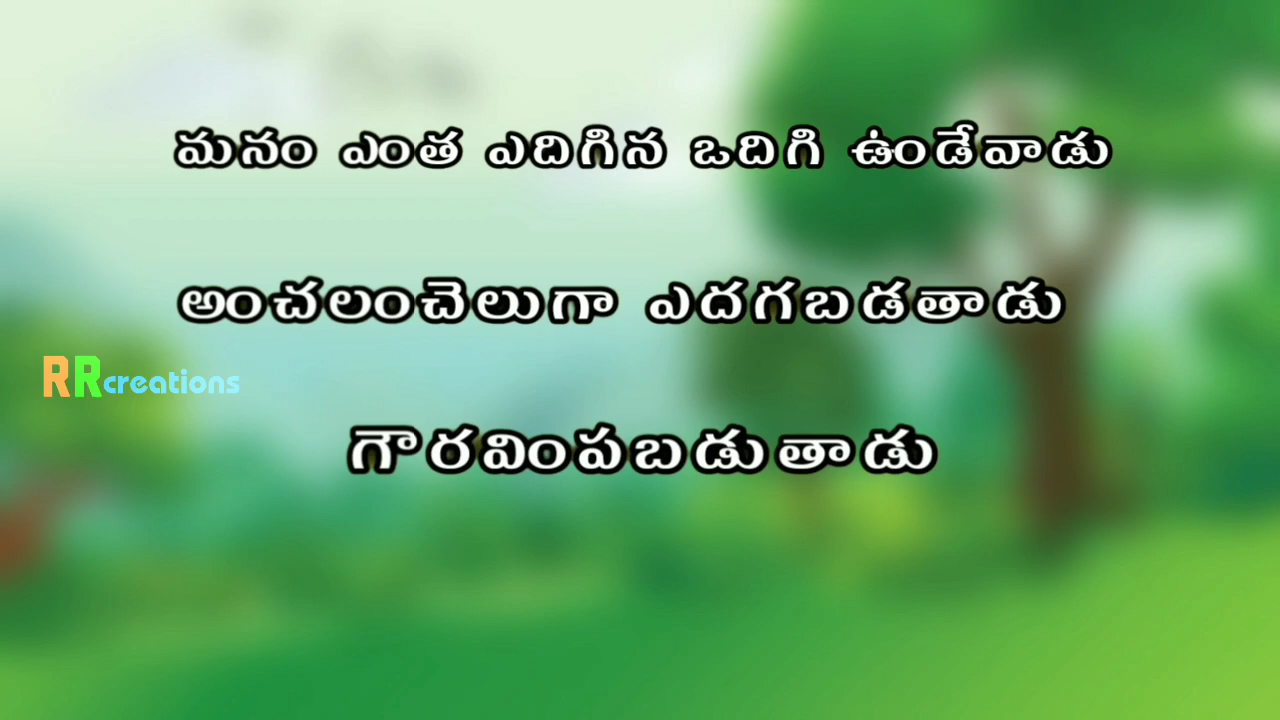 మనం ఎంత ఎదిగిన ఒదిగి ఉండేవాడు
అంచలంచెలుగా ఎదగబడతాడు
RRcreations
గౌరవింపబడుతాడు